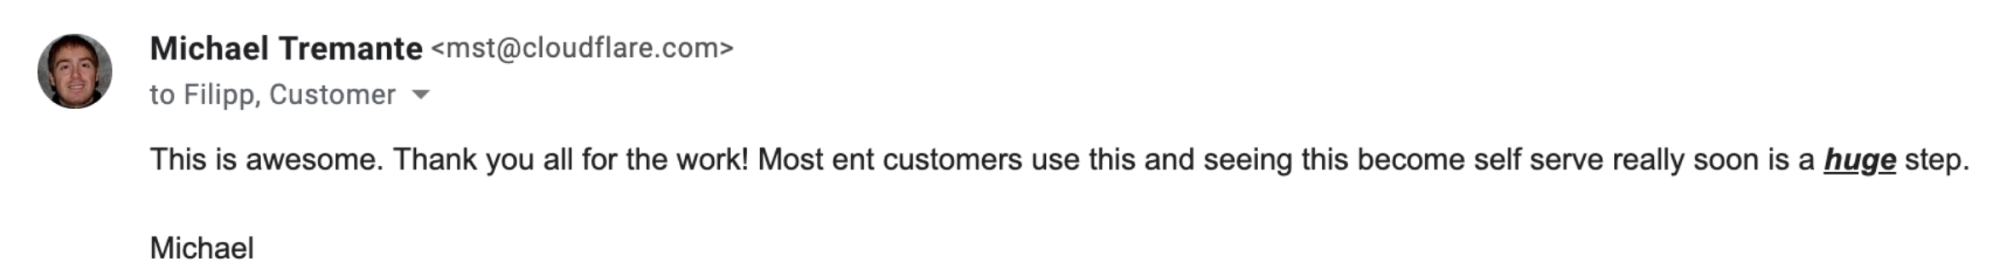 Michael Tremante <mst@cloudflare.com>
to Filipp, Customer
This is awesome. Thank you all for the work! Most ent customers use this and seeing this become self serve really soon is a huge step.
Michael